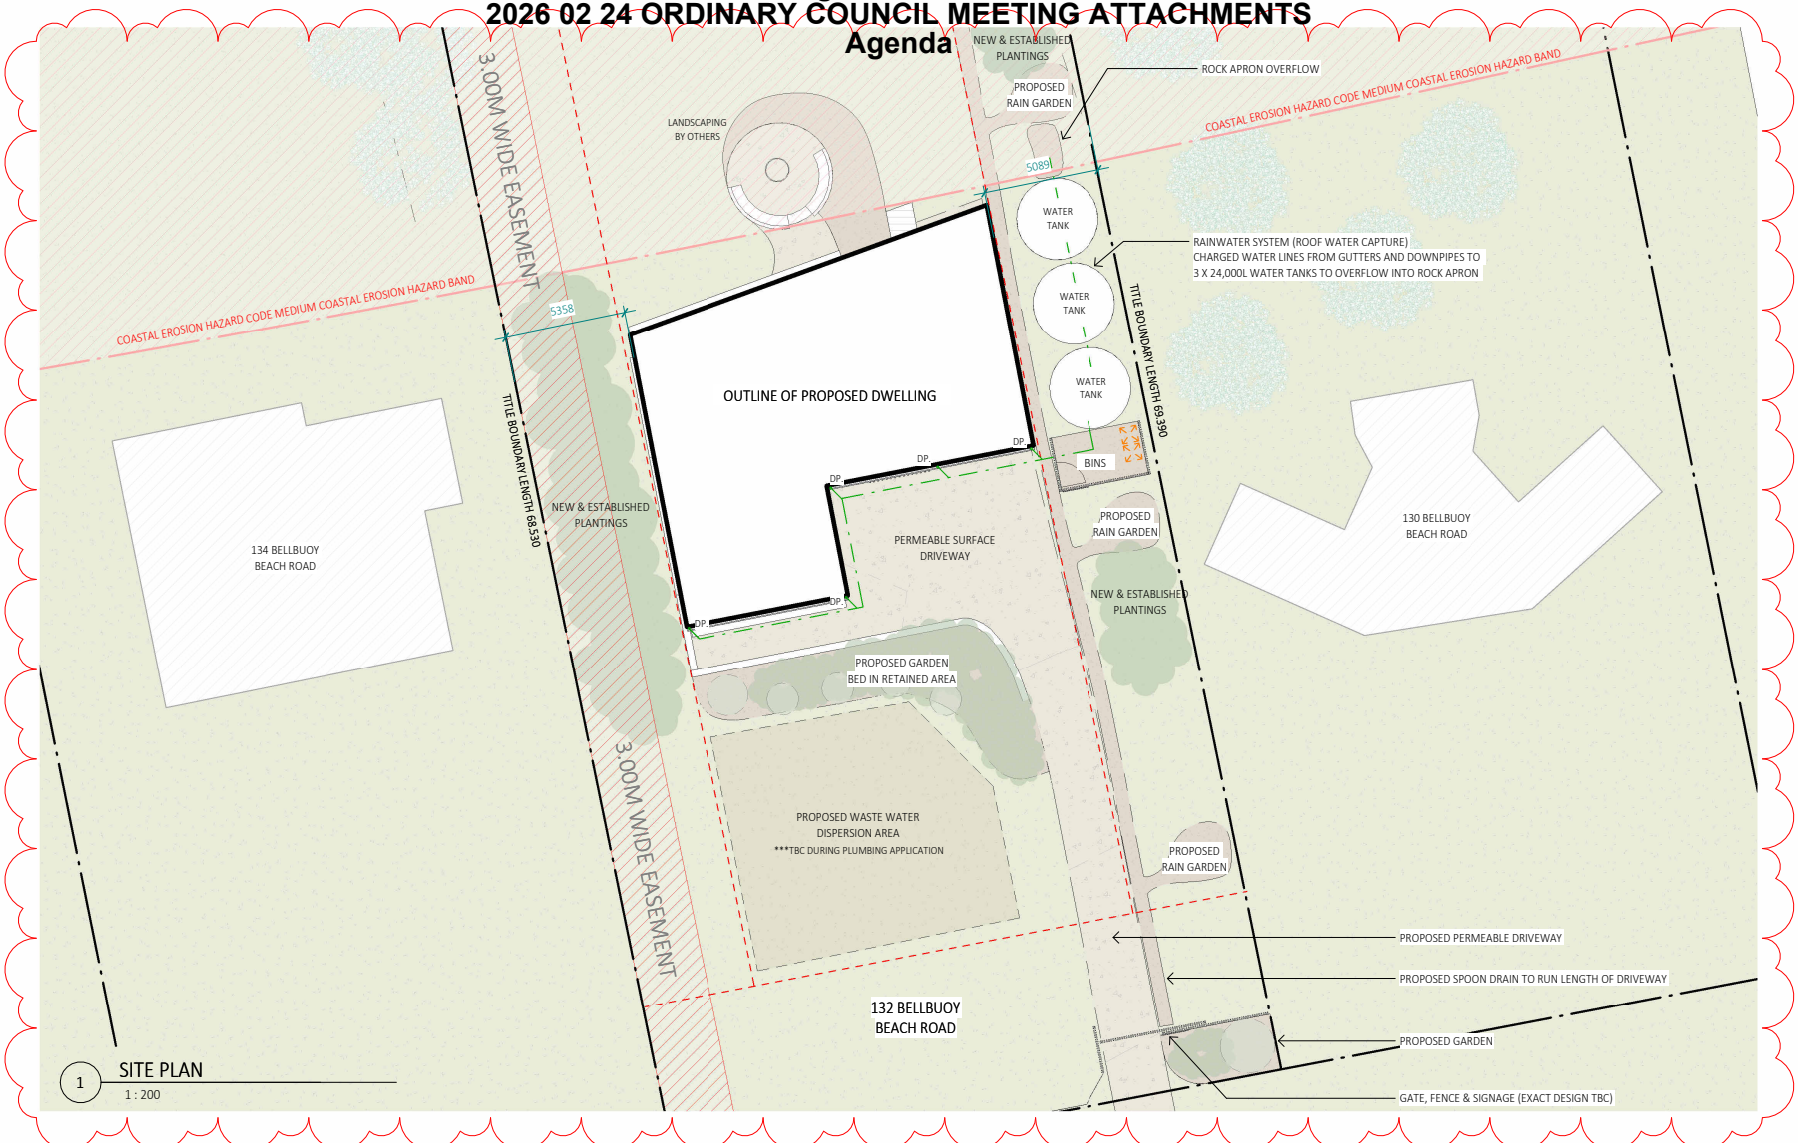 2026 02 24 ORDINARY COUNCIL MEETING ATTACHMENTS
Agenda
NEW & ESTABLISHED
PLANTINGS
ROCK APRON OVERFLOW
PROPOSED
RAIN GARDEN
COASTAL EROSION HAZARD CODE MEDIUM COASTAL EROSION HAZARD BAND
3.00M WIDE EASEMENT
LANDSCAPING
BY OTHERS
5089
WATER
TANK
RAINWATER SYSTEM (ROOF WATER CAPTURE)
CHARGED WATER LINES FROM GUTTERS AND DOWNPIPES TO
3 X 24,000L WATER TANKS TO OVERFLOW INTO ROCK APRON
COASTAL EROSION HAZARD CODE MEDIUM COASTAL EROSION HAZARD BAND
5358
WATER
TANK
TITLE BOUNDARY LENGTH 69.390
WATER
TANK
OUTLINE OF PROPOSED DWELLING
TITLE BOUNDARY LENGTH 68.530
DP.
DP.
DP.
BINS
NEW & ESTABLISHED
PLANTINGS
PROPOSED
RAIN GARDEN
130 BELLBUOY
BEACH ROAD
134 BELLBUOY
BEACH ROAD
PERMEABLE SURFACE
DRIVEWAY
NEW & ESTABLISHED
PLANTINGS
DP.
DP.
PROPOSED GARDEN
BED IN RETAINED AREA
3.00M WIDE EASEMENT
PROPOSED WASTE WATER
DISPERSION AREA
***TBC DURING PLUMBING APPLICATION
PROPOSED
RAIN GARDEN
PROPOSED PERMEABLE DRIVEWAY
PROPOSED SPOON DRAIN TO RUN LENGTH OF DRIVEWAY
132 BELLBUOY
BEACH ROAD
PROPOSED GARDEN
GATE, FENCE & SIGNAGE (EXACT DESIGN TBC)
1
SITE PLAN
1 : 200